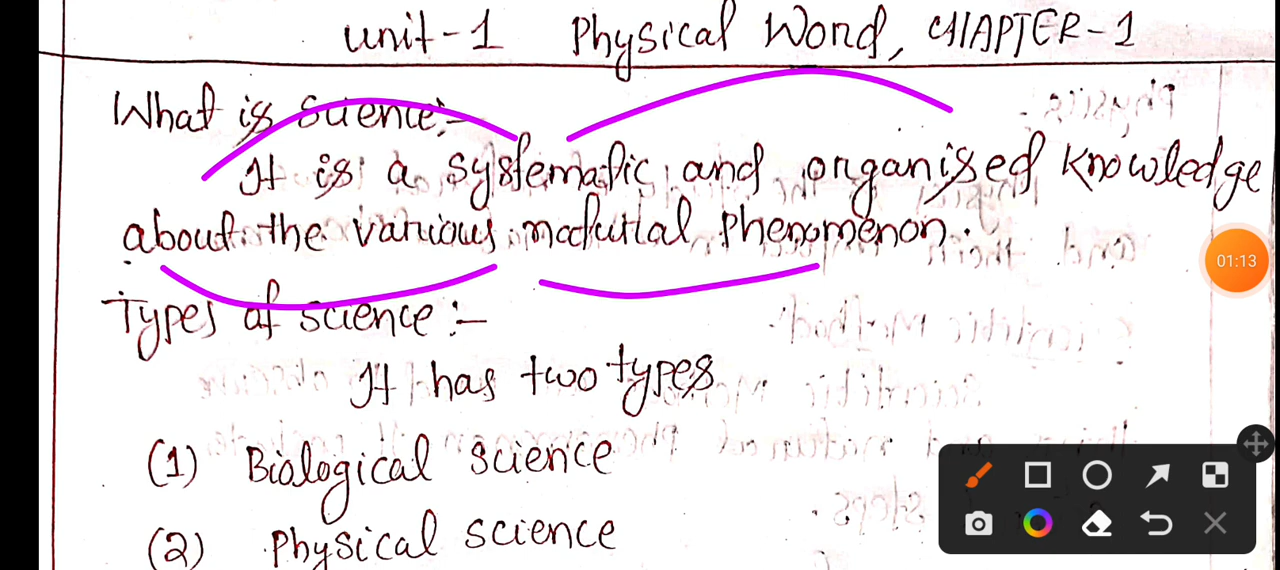 unit-1 Physical Word, CHAPTER-1
What is Science:-
It is a systematic and organised knowledge
about the various natural phenomenon.
Types of science:-
It has two types
(1) Biological science
(2) Physical science
01:13